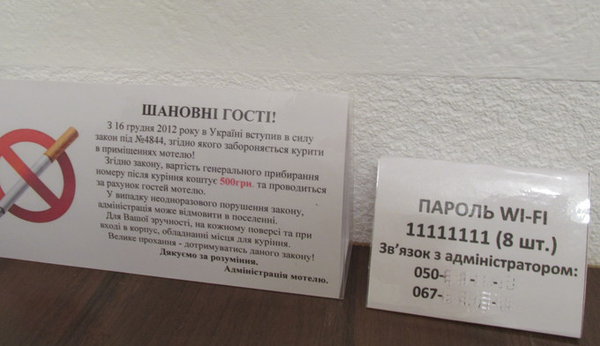 ШАНОВНІ ГОСТІ!
З 16 грудня 2012 року в Україні вступив в силу
закон під №4844, згідно якого забороняється курити
в приміщеннях мотелю!
Згідно закону, вартість генерального прибирання
номеру після куріння коштує 500грн. та проводиться
за рахунок гостей мотелю.
У випадку неодноразового порушення закону,
адміністрація може відмовити в поселенні.
Для Вашої зручності, на кожному поверсі та при
вході в корпус, обладнанні місця для куріння.
Велике прохання - дотримуватись даного закону!
Дякуємо за розуміння.
Адміністрація мотелю.
ПАРОЛЬ WI-FI
11111111 (8 шт.)
Зв’язок з адміністратором:
050-
067-